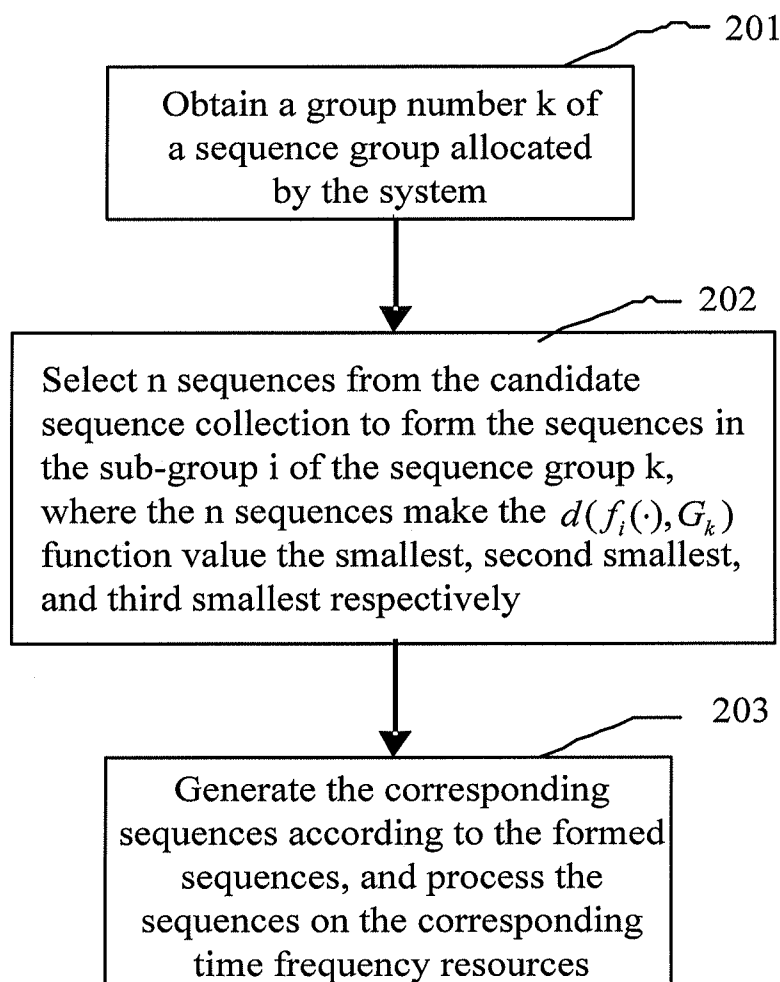 201
Obtain a group number k of
a sequence group allocated
by the system
202
Select n sequences from the candidate
sequence collection to form the sequences in
the sub-group i of the sequence group k,
where the n sequences make the d(f_i(·), G_k)
function value the smallest, second smallest,
and third smallest respectively
203
Generate the corresponding
sequences according to the formed
sequences, and process the
sequences on the corresponding
time frequency resources